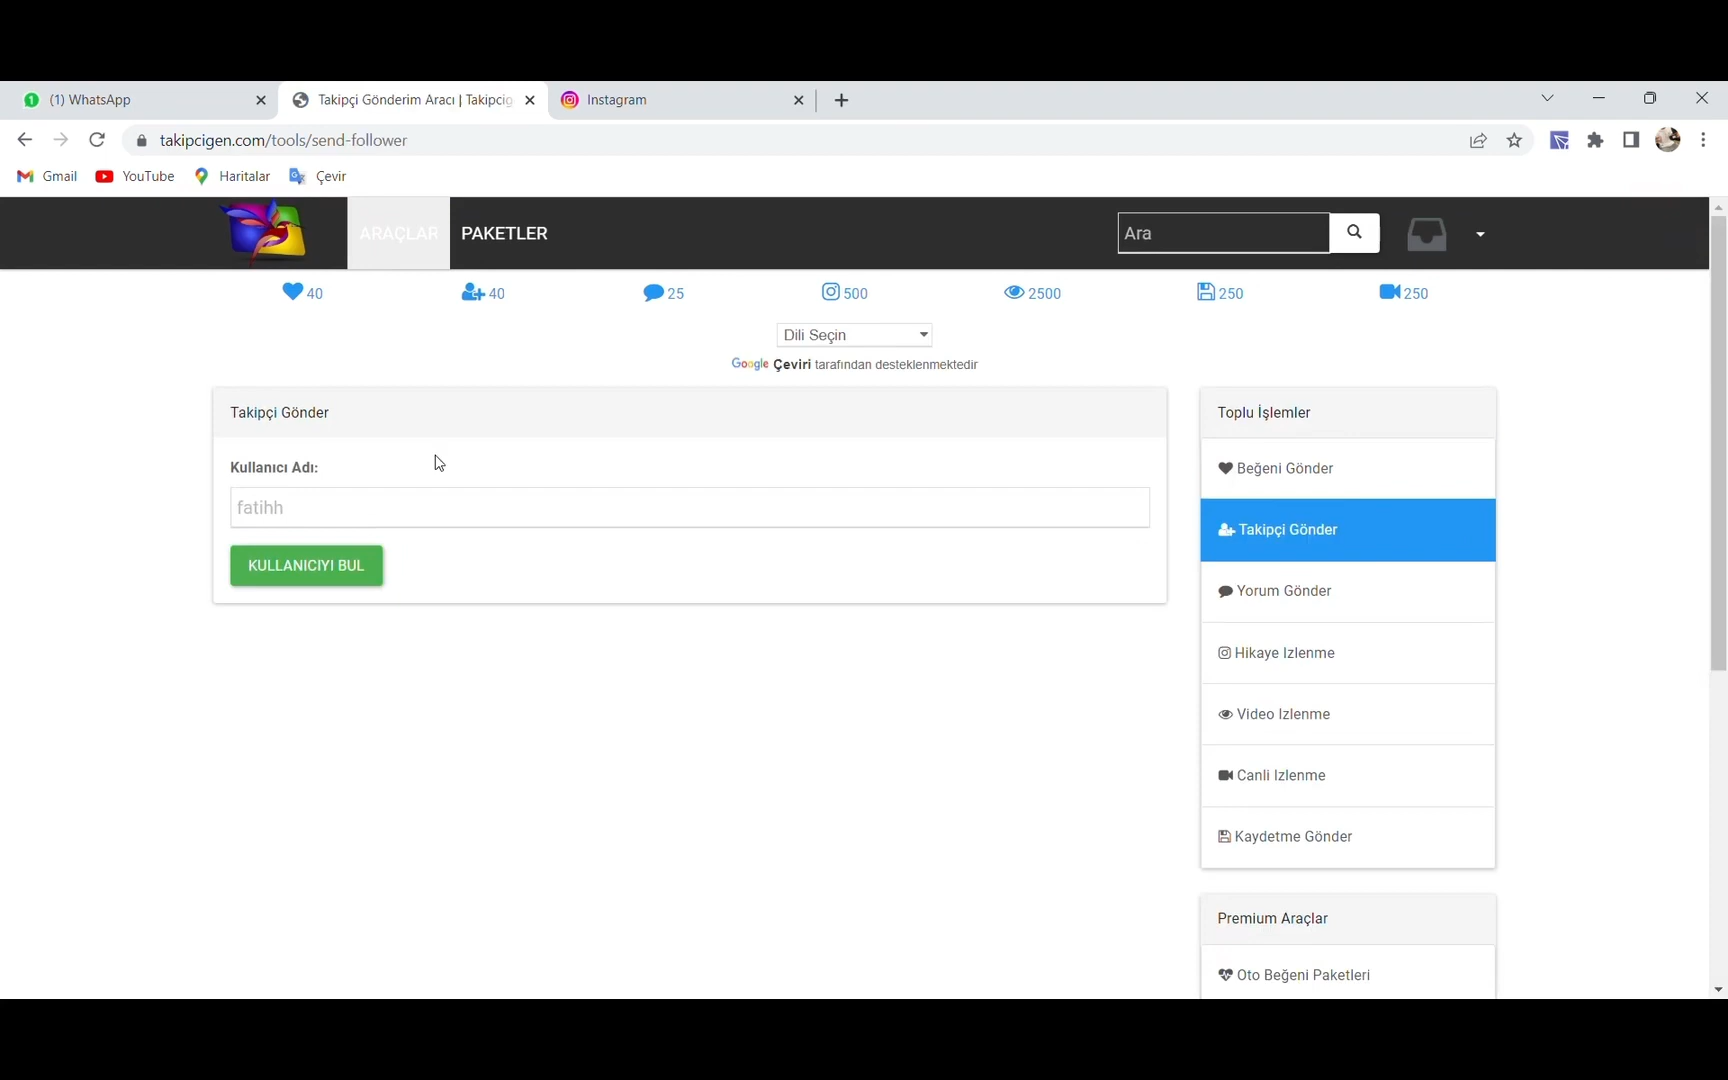 (1) WhatsApp
Takipçi Gönderim Aracı | Takipcig
Instagram
takipcigen.com/tools/send-follower
Gmail
YouTube
Haritalar
Çevir
ARAÇLAR
PAKETLER
Ara
40
40
25
500
2500
250
250
Dili Seçin
Google Çeviri tarafından desteklenmektedir
Takipçi Gönder
Kullanıcı Adı:
fatihh
KULLANICIYI BUL
Toplu İşlemler
Beğeni Gönder
Takipçi Gönder
Yorum Gönder
Hikaye Izlenme
Video Izlenme
Canli Izlenme
Kaydetme Gönder
Premium Araçlar
Oto Beğeni Paketleri